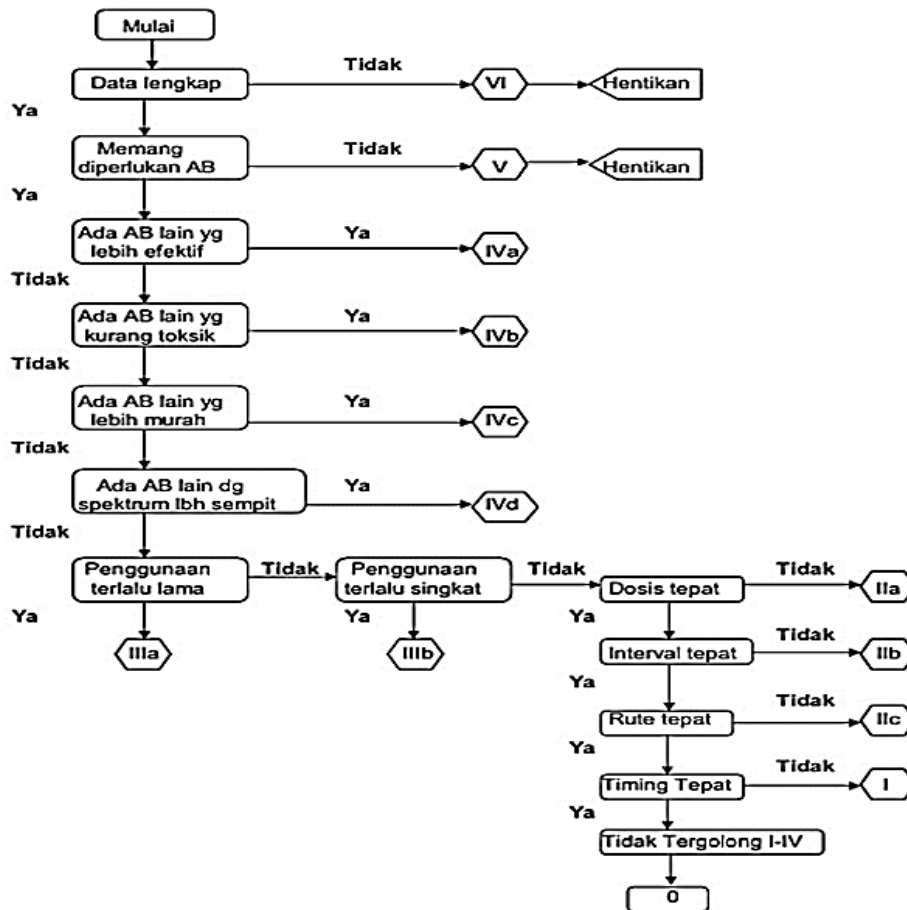 Mulai
Data lengkap
Tidak
VI
Hentikan
Ya
Memang
diperlukan AB
Tidak
V
Hentikan
Ya
Ada AB lain yg
lebih efektif
Ya
IVa
Tidak
Ada AB lain yg
kurang toksik
Ya
IVb
Tidak
Ada AB lain yg
lebih murah
Ya
IVc
Tidak
Ada AB lain dg
spektrum lbh sempit
Ya
IVd
Tidak
Penggunaan
terlalu lama
Tidak
Penggunaan
terlalu singkat
Tidak
Dosis tepat
Tidak
IIa
Ya
IIIa
Ya
IIIb
Ya
Interval tepat
Tidak
IIb
Ya
Rute tepat
Tidak
IIc
Ya
Timing Tepat
Tidak
I
Ya
Tidak Tergolong I-IV
0